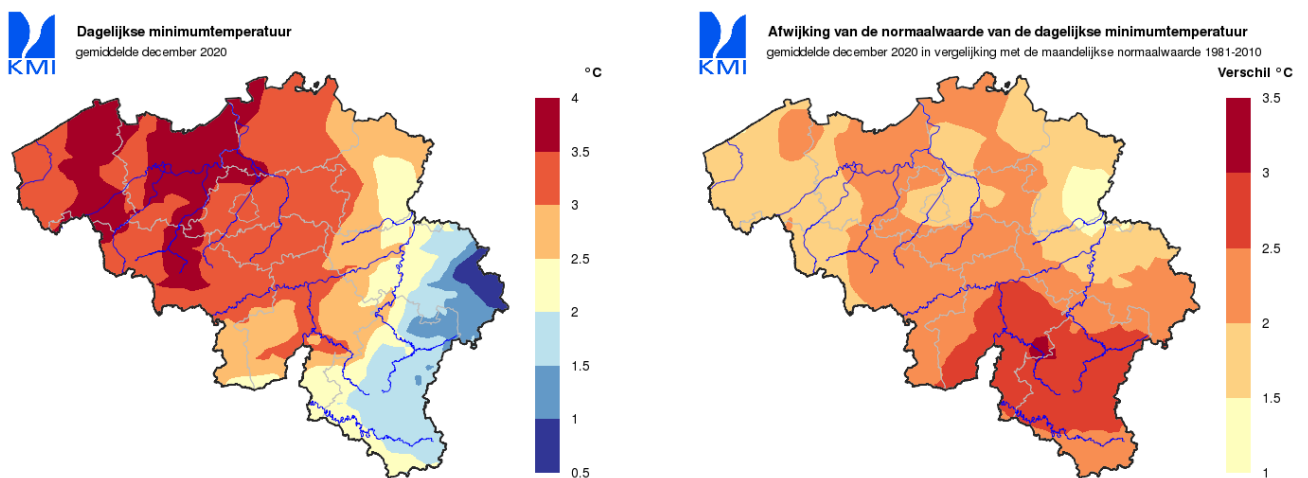 KMI
Dagelijkse minimumtemperatuur
gemiddelde december 2020
°C
4
3.5
3
2.5
2
1.5
1
0.5
KMI
Afwijking van de normaalwaarde van de dagelijkse minimumtemperatuur
gemiddelde december 2020 in vergelijking met de maandelijkse normaalwaarde 1981-2010
Verschil °C
3.5
3
2.5
2
1.5
1